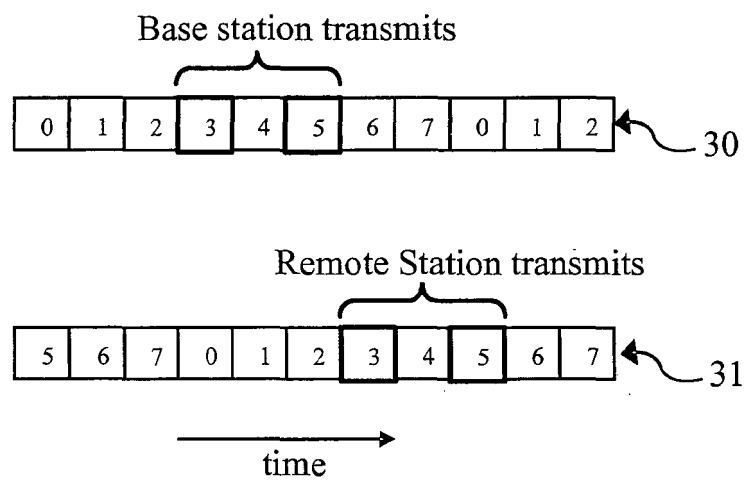 Base station transmits
0 1 2 3 4 5 6 7 0 1 2
30
Remote Station transmits
5 6 7 0 1 2 3 4 5 6 7
31
time